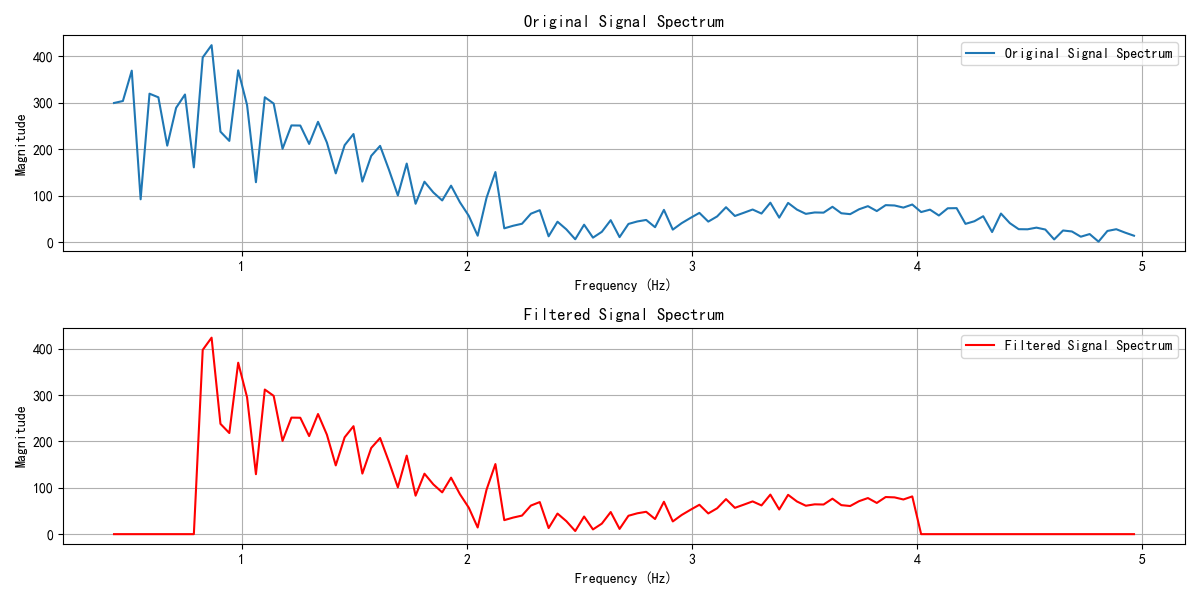 Original Signal Spectrum
Original Signal Spectrum
400
300
200
100
0
Magnitude
1
2
3
4
5
Frequency (Hz)
Filtered Signal Spectrum
Filtered Signal Spectrum
400
300
200
100
0
Magnitude
1
2
3
4
5
Frequency (Hz)